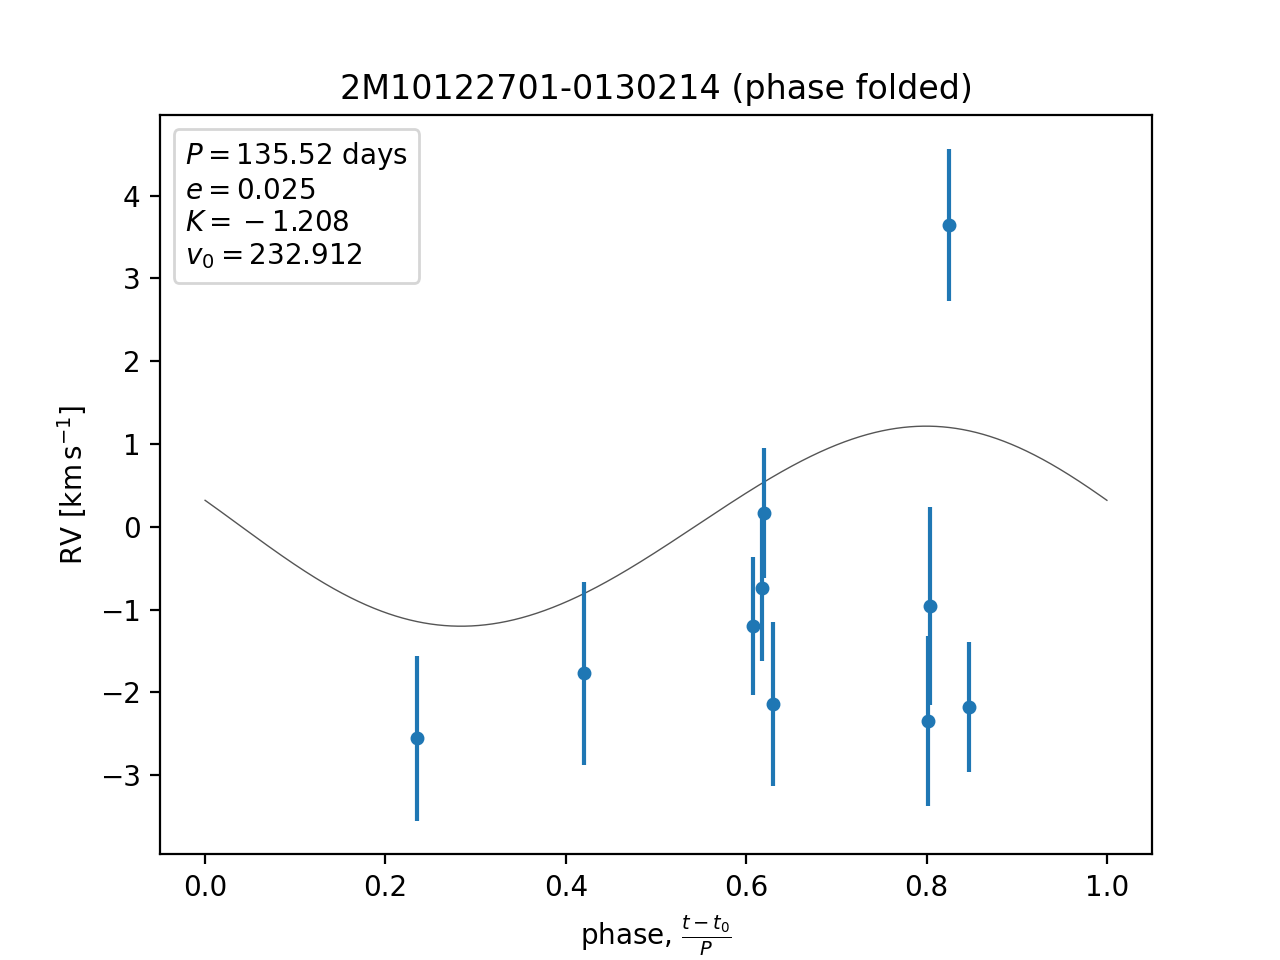 2M10122701-0130214 (phase folded)
P = 135.52 days
e = 0.025
K = −1.208
v₀ = 232.912
4
3
2
1
0
−1
−2
−3
RV [km s⁻¹]
0.0 0.2 0.4 0.6 0.8 1.0
phase, (t − t₀)/P